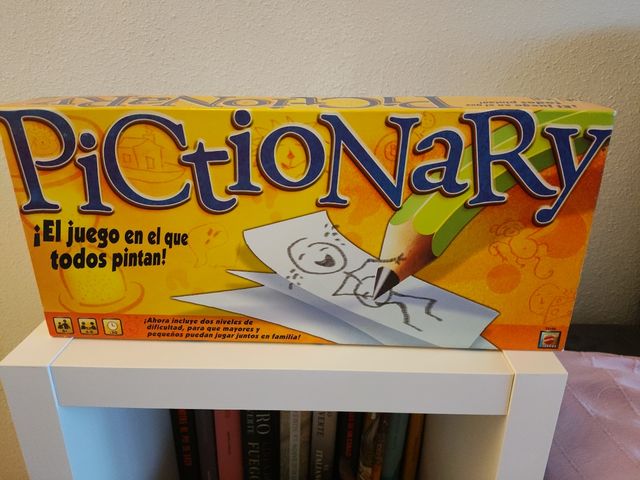 PiCtioNaRy
¡El juego en el que
todos pintan!
¡Ahora incluye dos niveles de
dificultad, para que mayores y
pequeños puedan jugar juntos en familia!
FUEGO